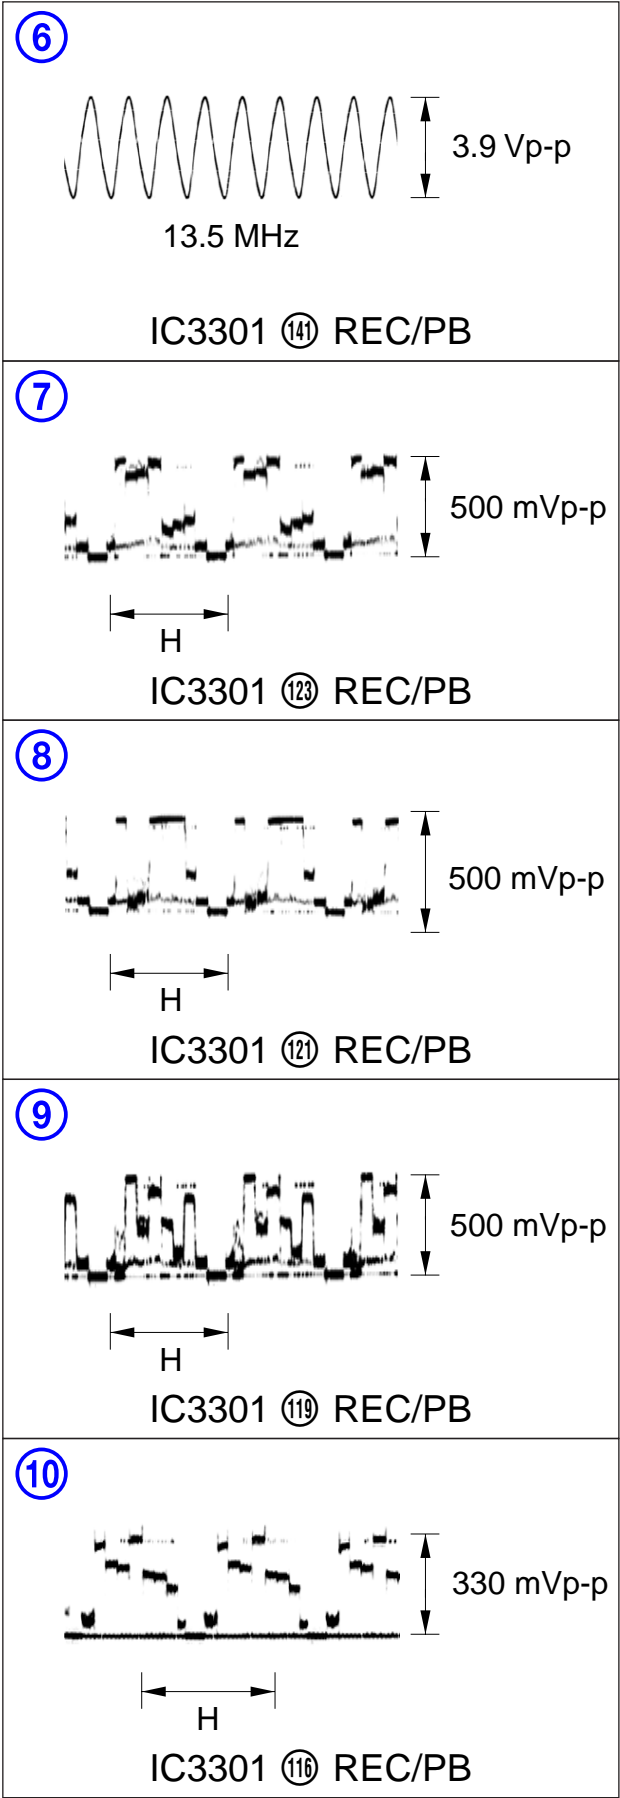 6
3.9 Vp-p
13.5 MHz
IC3301 141 REC/PB
7
500 mVp-p
H
IC3301 123 REC/PB
8
500 mVp-p
H
IC3301 121 REC/PB
9
500 mVp-p
H
IC3301 119 REC/PB
10
330 mVp-p
H
IC3301 116 REC/PB